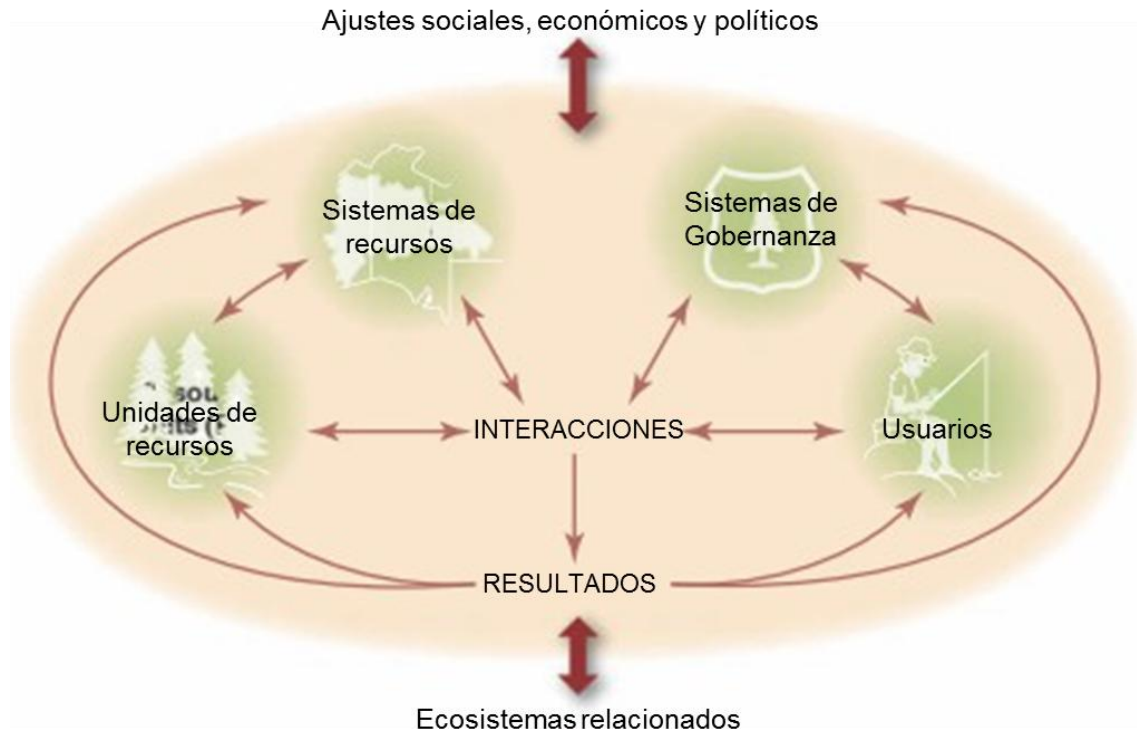 Ajustes sociales, económicos y políticos
Sistemas de
recursos
Sistemas de
Gobernanza
Unidades de
recursos
INTERACCIONES
Usuarios
RESULTADOS
Ecosistemas relacionados